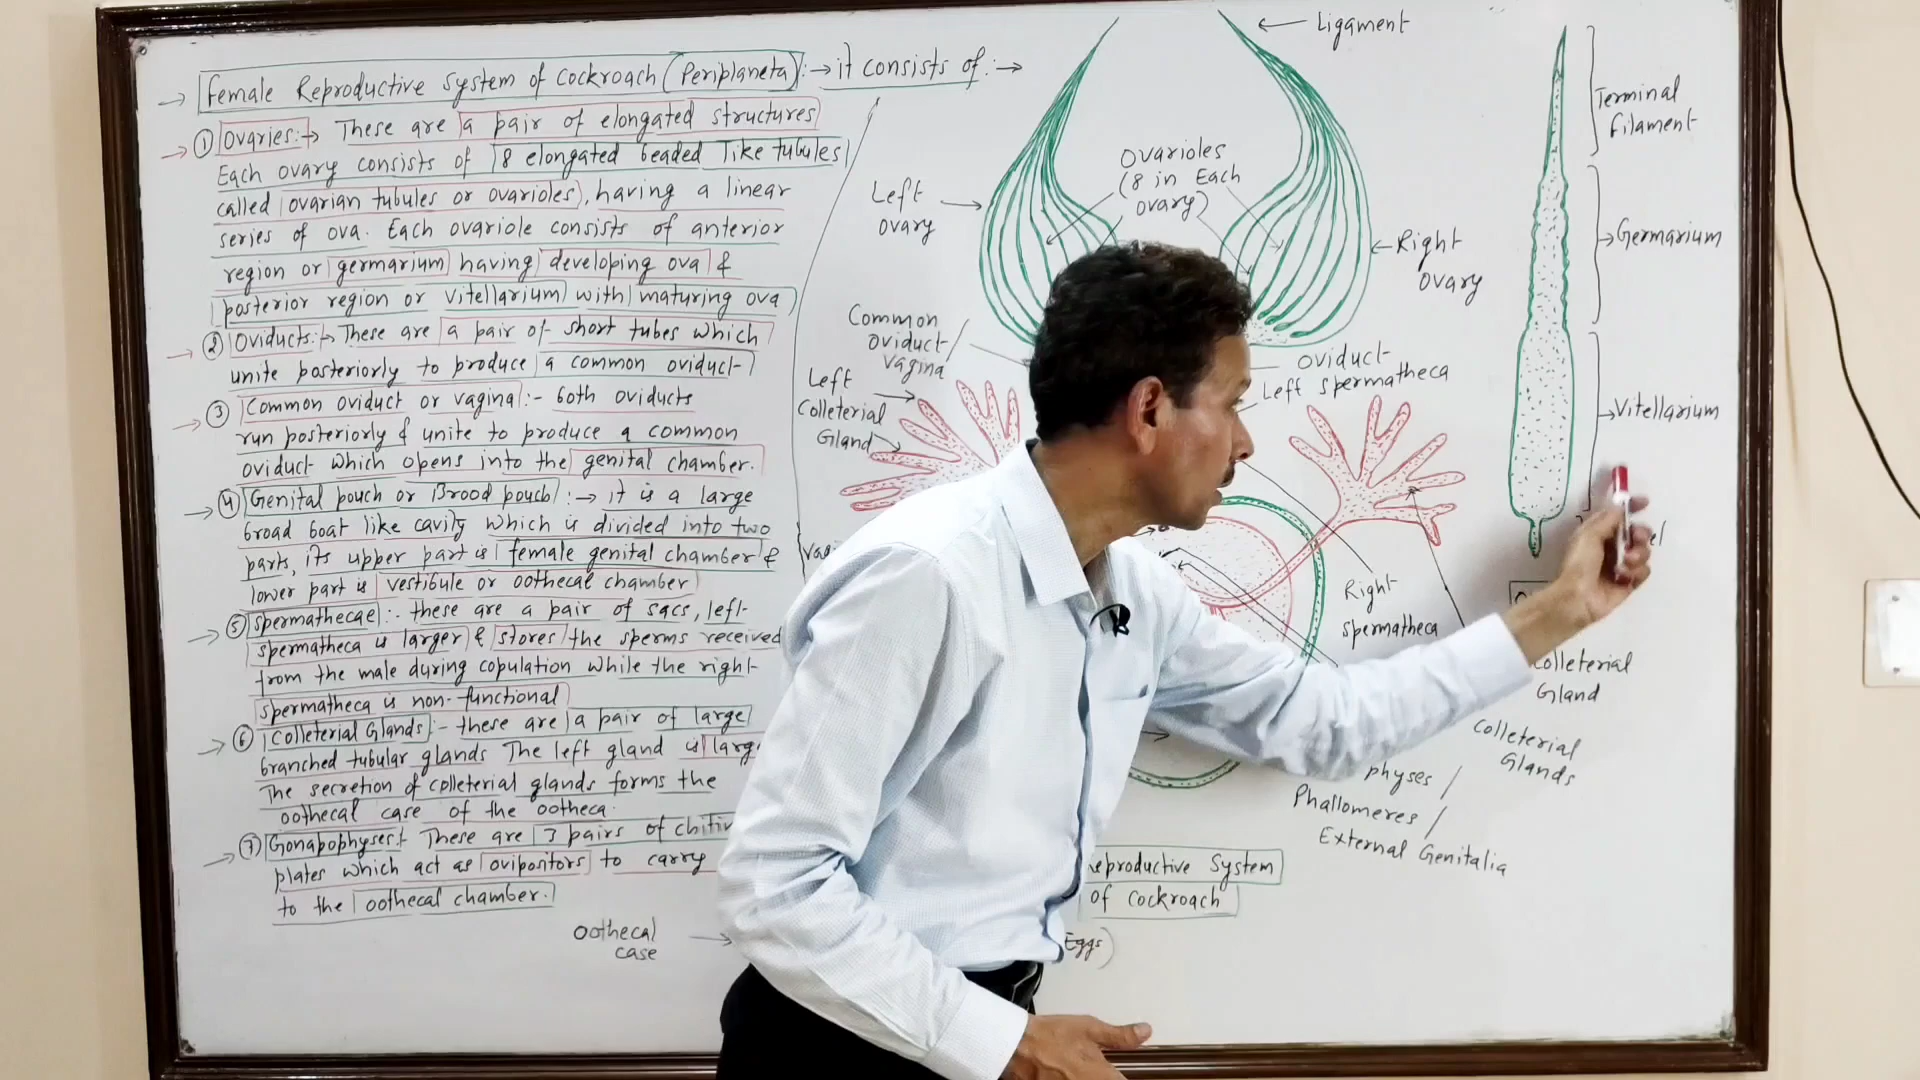 Female Reproductive System of Cockroach (Periplaneta) :→ it consists of :→
① Ovaries :→ These are a pair of elongated structures
Each ovary consists of 8 elongated beaded like tubules
called ovarian tubules or ovarioles, having a linear
series of ova. Each ovariole consists of anterior
region or germarium having developing ova &
posterior region or vitellarium with maturing ova
② Oviducts :→ These are a pair of short tubes which
unite posteriorly to produce a common oviduct
③ Common oviduct or vagina :- both oviducts
run posteriorly & unite to produce a common
oviduct which opens into the genital chamber.
④ Genital pouch or Brood pouch :→ it is a large
broad boat like cavity which is divided into two
parts, its upper part is female genital chamber &
lower part is vestibule or oothecal chamber
⑤ Spermathecae :- these are a pair of sacs, left
spermatheca is larger & stores the sperms received
from the male during copulation while the right
spermatheca is non-functional
⑥ Colleterial Glands :- these are a pair of large
branched tubular glands The left gland is
The secretion of colleterial glands forms the
oothecal case of the ootheca.
⑦ Gonapophyses :- These are 3 pairs of
plates which act as ovipositors to carry
to the oothecal chamber.
Oothecal
case
Eggs)
Ligament
Ovarioles
(8 in Each
ovary)
Left
ovary
Right
ovary
Common
oviduct
vagina /
Oviduct
Left spermatheca
Left
Colleterial
Gland
Right
spermatheca
Colleterial
Gland
Colleterial
Glands
physes /
Phallomeres /
External Genitalia
Reproductive System
of cockroach
Terminal
filament
Germarium
Vitellarium